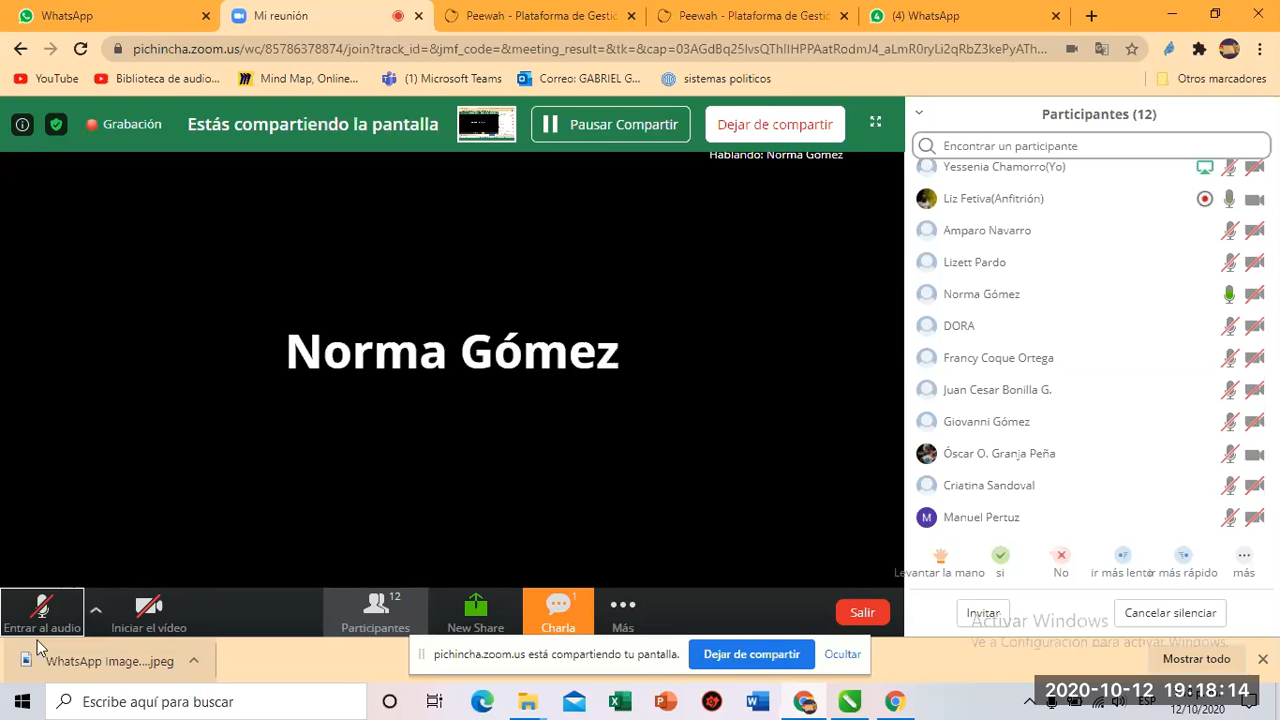 WhatsApp
Mi reunión
Peewah - Plataforma de Gestic
Peewah - Plataforma de Gestic
(4) WhatsApp
pichincha.zoom.us/wc/85786378874/join?track_id=&jmf_code=&meeting_result=&tk=&cap=03AGdBq25IvsQThlIHPPAatRodmJ4_aLmR0ryLi2qRbZ3kePyATh...
YouTube
Biblioteca de audio...
Mind Map, Online...
(1) Microsoft Teams
Correo: GABRIEL G...
sistemas politicos
Otros marcadores
Grabación
Estás compartiendo la pantalla
Pausar Compartir
Dejar de compartir
Hablando: Norma Gómez
Norma Gómez
Participantes (12)
Encontrar un participante
Yessenia Chamorro(Yo)
Liz Fetiva(Anfitrión)
Amparo Navarro
Lizett Pardo
Norma Gómez
DORA
Francy Coque Ortega
Juan Cesar Bonilla G.
Giovanni Gómez
Óscar O. Granja Peña
Criatina Sandoval
M Manuel Pertuz
Levantar la mano
si
No
ir más lento
ir más rápido
más
Invitar
Cancelar silenciar
Activar Windows
Ve a Configuración para activar Windows.
Entrar al audio
Iniciar el vídeo
12
Participantes
New Share
1
Charla
Más
Salir
WhatsApp Image....jpeg
pichincha.zoom.us está compartiendo tu pantalla.
Dejar de compartir
Ocultar
Mostrar todo
Escribe aquí para buscar
ESP
2020-10-12 19:18:14
12/10/2020